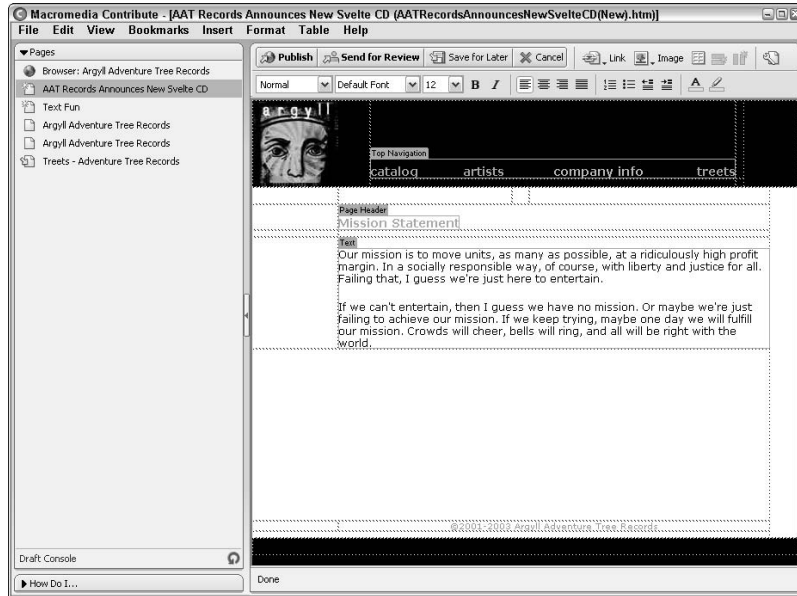 Macromedia Contribute - [AAT Records Announces New Svelte CD (AATRecordsAnnouncesNewSvelteCD(New).htm)]
File Edit View Bookmarks Insert Format Table Help
Pages
Browser: Argyll Adventure Tree Records
AAT Records Announces New Svelte CD
Text Fun
Argyll Adventure Tree Records
Argyll Adventure Tree Records
Treets - Adventure Tree Records
Draft Console
How Do I...
Publish Send for Review Save for Later Cancel Link Image
Normal Default Font 12 B I
argyll
Top Navigation
catalog artists company info treets
Page Header
Mission Statement
Text
Our mission is to move units, as many as possible, at a ridiculously high profit
margin. In a socially responsible way, of course, with liberty and justice for all.
Failing that, I guess we're just here to entertain.
If we can't entertain, then I guess we have no mission. Or maybe we're just
failing to achieve our mission. If we keep trying, maybe one day we will fulfill
our mission. Crowds will cheer, bells will ring, and all will be right with the
world.
©2001-2003 Argyll Adventure Tree Records
Done